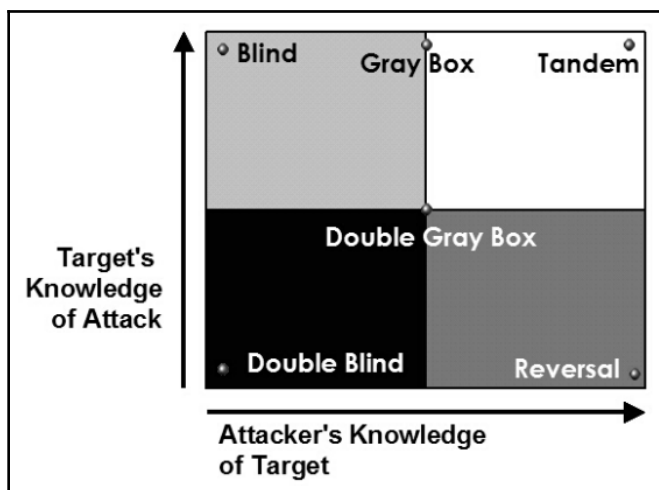 Blind
Gray Box
Tandem
Double Gray Box
Target's
Knowledge
of Attack
Double Blind
Reversal
Attacker's Knowledge
of Target